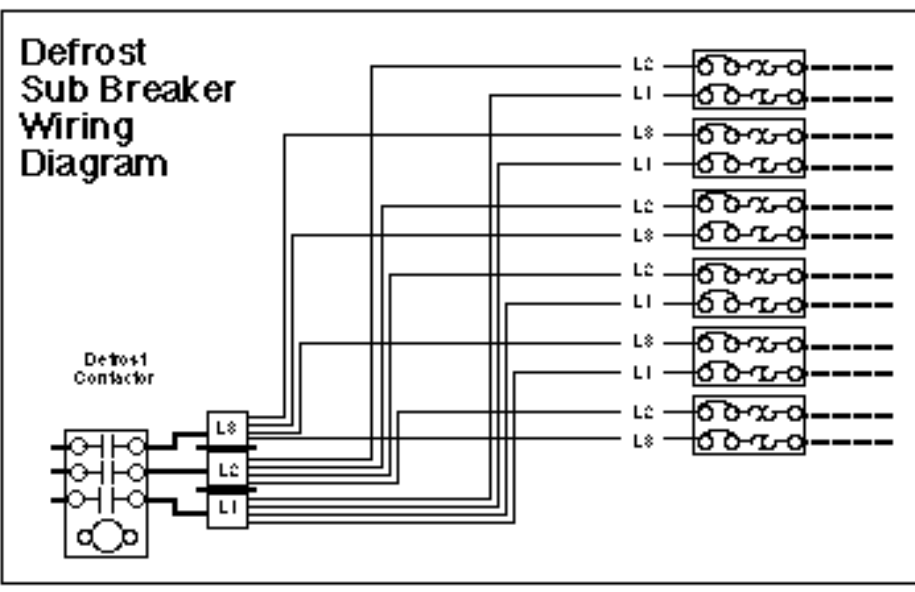 Defrost
Sub Breaker
Wiring
Diagram
L2
L1
L3
L1
L2
L3
L2
L1
L3
L1
L2
L3
Defrost
Contactor
L3
L2
L1